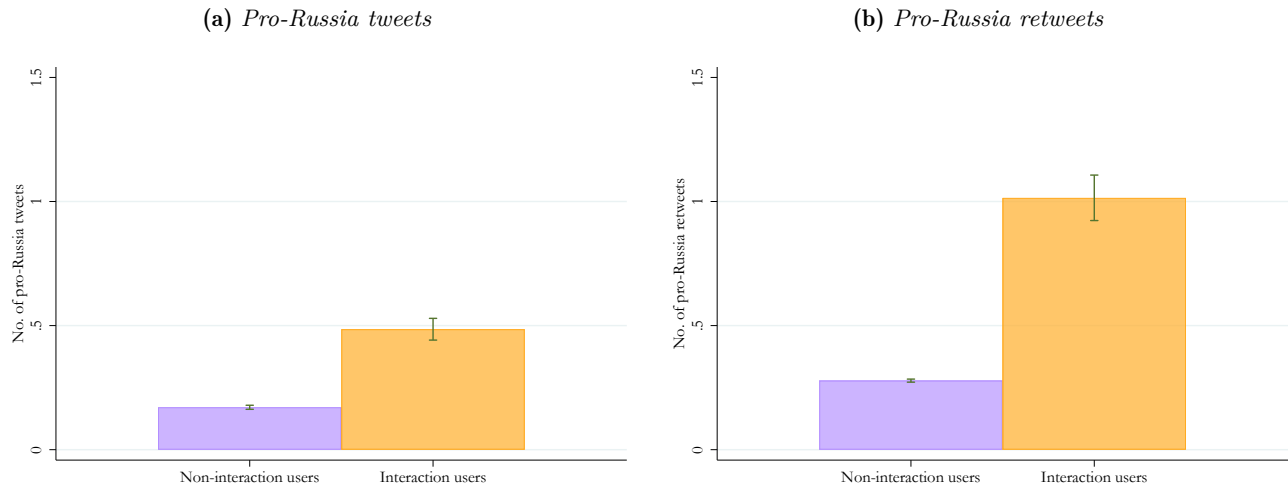 (a) Pro-Russia tweets
No. of pro-Russia tweets
1.5
1
.5
0
Non-interaction users
Interaction users
(b) Pro-Russia retweets
No. of pro-Russia retweets
1.5
1
.5
0
Non-interaction users
Interaction users